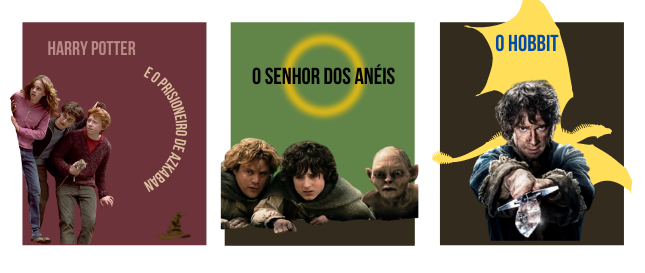 HARRY POTTER
E O PRISIONEIRO DE AZKABAN
O SENHOR DOS ANÉIS
O HOBBIT